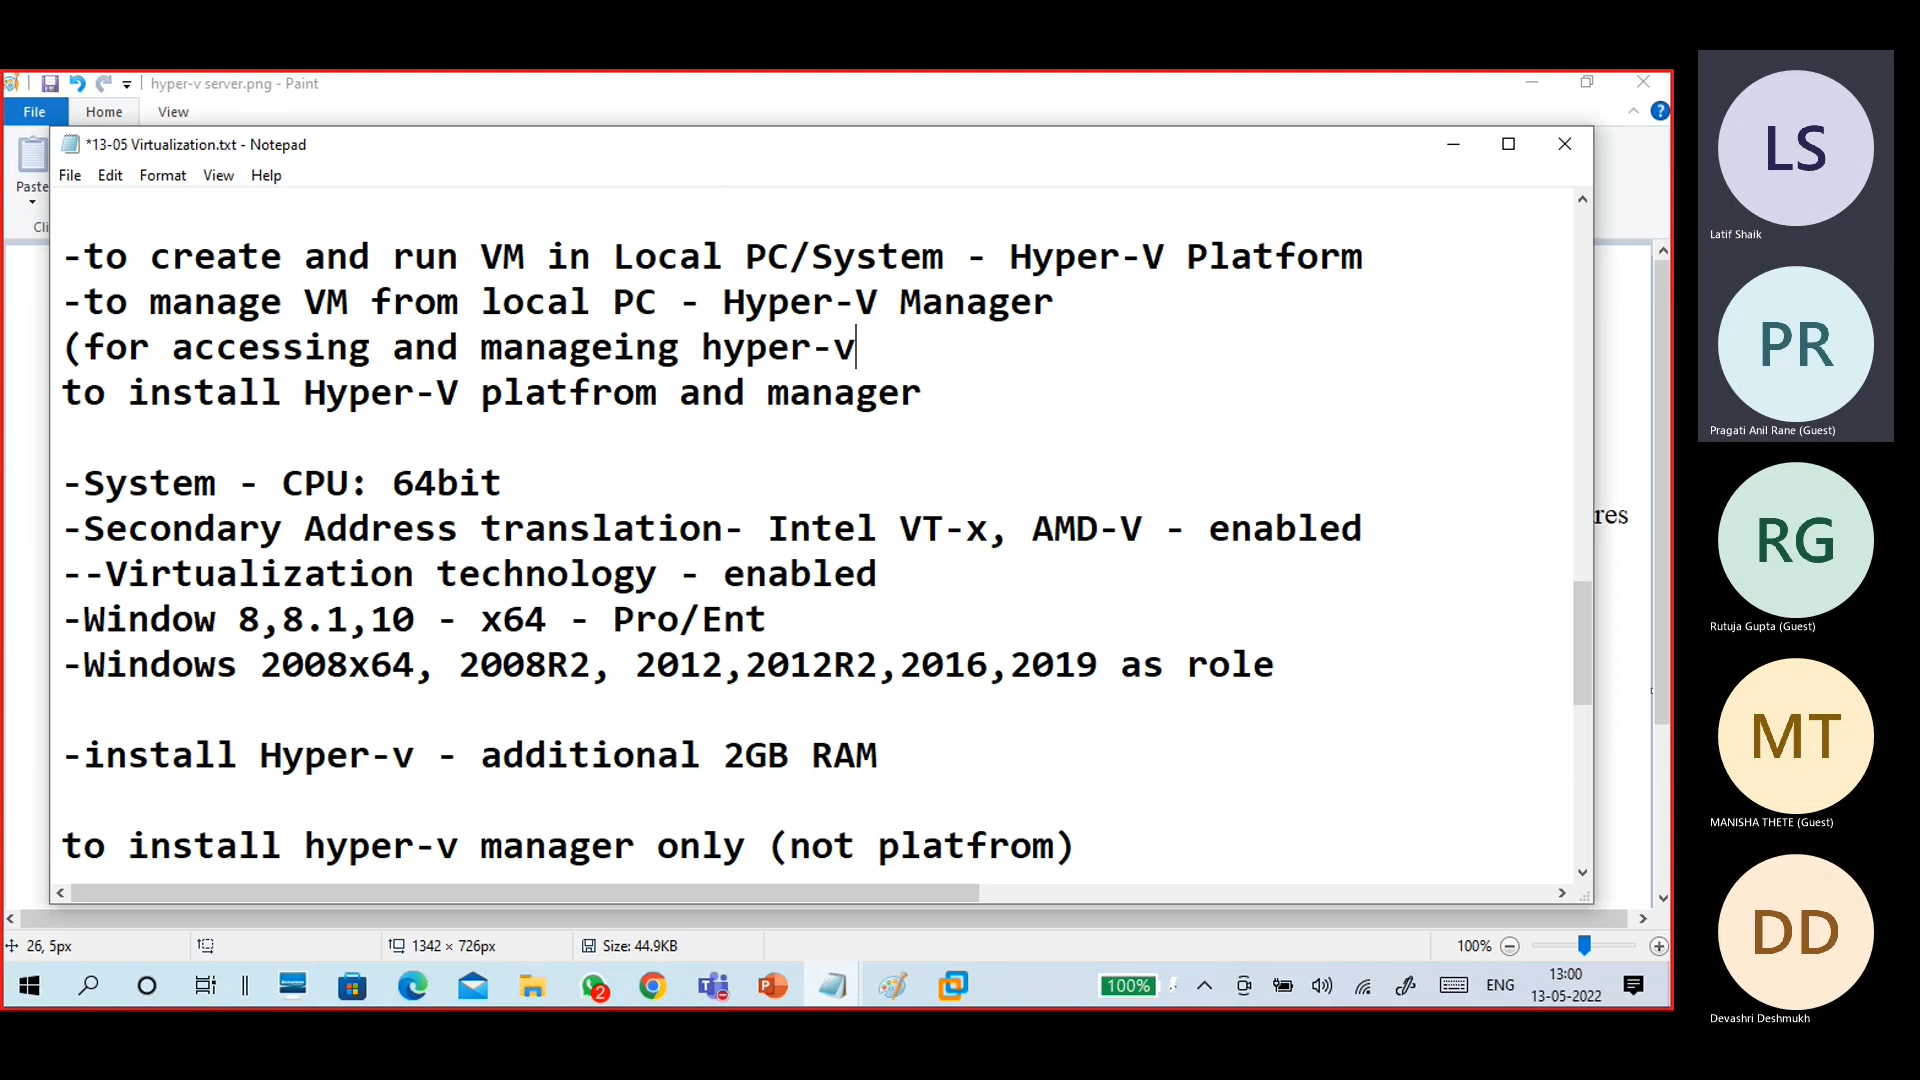 hyper-v server.png - Paint
File Home View
Paste
Cli
*13-05 Virtualization.txt - Notepad
File Edit Format View Help
-to create and run VM in Local PC/System - Hyper-V Platform
-to manage VM from local PC - Hyper-V Manager
(for accessing and manageing hyper-v
to install Hyper-V platfrom and manager
-System - CPU: 64bit
-Secondary Address translation- Intel VT-x, AMD-V - enabled
--Virtualization technology - enabled
-Window 8,8.1,10 - x64 - Pro/Ent
-Windows 2008x64, 2008R2, 2012,2012R2,2016,2019 as role
-install Hyper-v - additional 2GB RAM
to install hyper-v manager only (not platfrom)
res
26, 5px
1342 × 726px
Size: 44.9KB
100%
2
100%
ENG
13:00
13-05-2022
LS
Latif Shaik
PR
Pragati Anil Rane (Guest)
RG
Rutuja Gupta (Guest)
MT
MANISHA THETE (Guest)
DD
Devashri Deshmukh